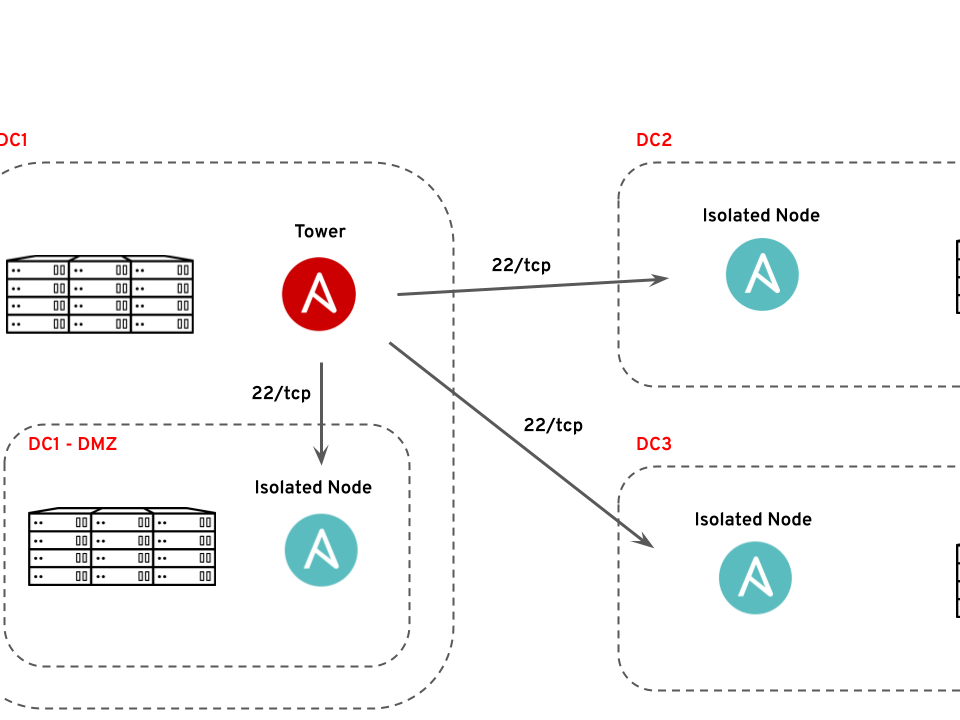 DC1
DC2
Isolated Node
Tower
22/tcp
22/tcp
22/tcp
DC1 - DMZ
DC3
Isolated Node
Isolated Node